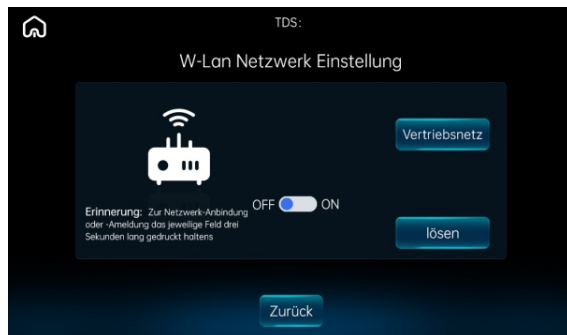 TDS:
W-Lan Netzwerk Einstellung
Vertriebsnetz
Erinnerung: Zur Netzwerk-Anbindung
oder -Ameldung das jeweilige Feld drei
Sekunden lang gedruckt haltens
OFF ON
lösen
Zurück